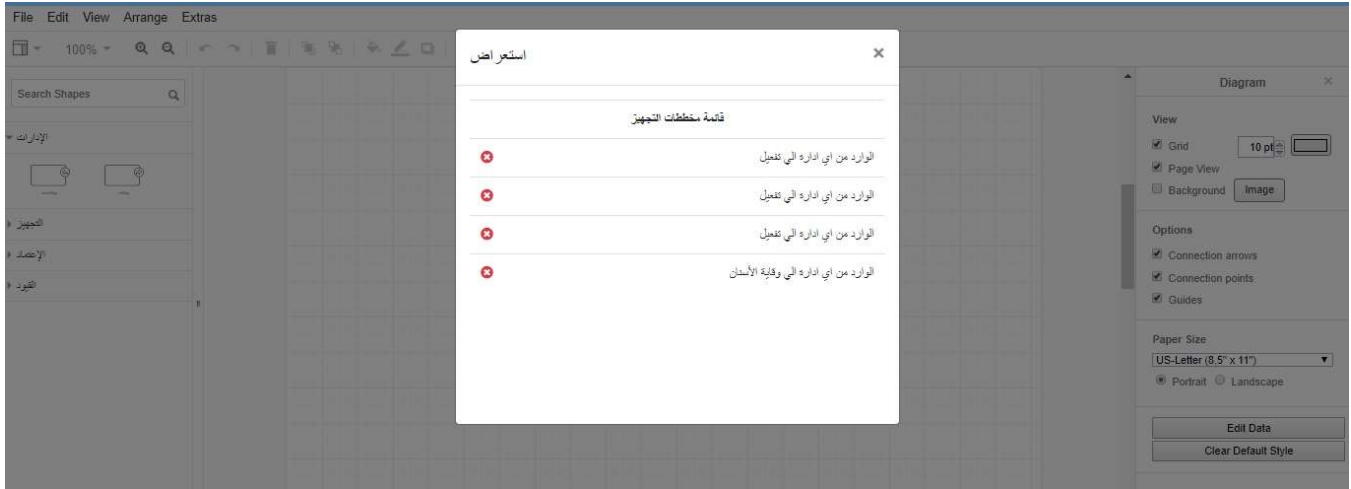 File Edit View Arrange Extras
100%
Search Shapes
الإدارات
التجهيز
الإعتماد
القيود
استعراض
×
قائمة مخططات التجهيز
الوارد من اي اداره الي تفعيل
الوارد من اي اداره الي تفعيل
الوارد من اي اداره الي تفعيل
الوارد من اي اداره الي وقاية الأسنان
Diagram
View
Grid 10 pt
Page View
Background Image
Options
Connection arrows
Connection points
Guides
Paper Size
US-Letter (8,5" x 11")
Portrait Landscape
Edit Data
Clear Default Style